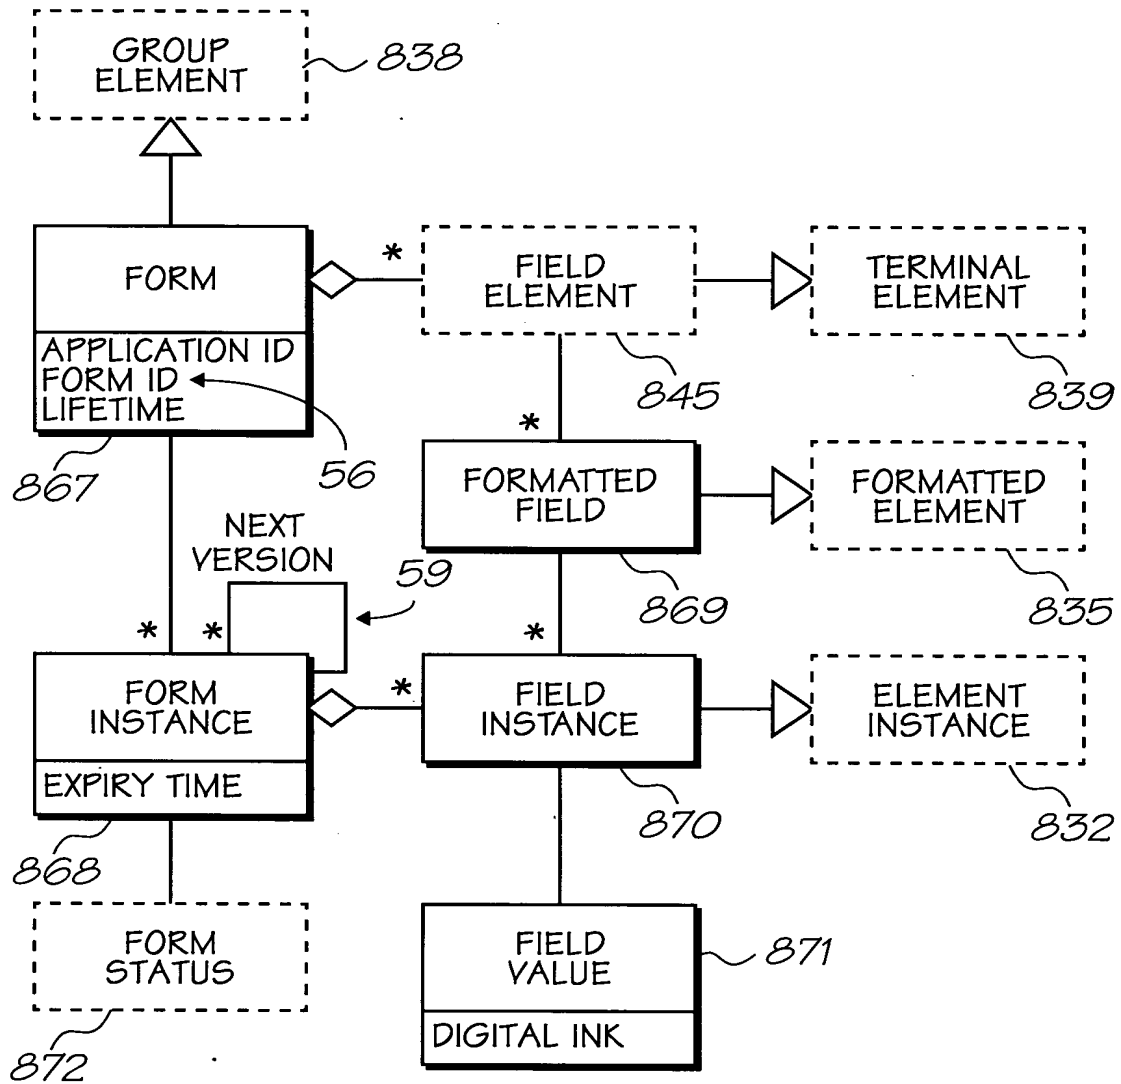 GROUP
ELEMENT
838
FORM
APPLICATION ID
FORM ID
LIFETIME
867
56
*
FIELD
ELEMENT
845
TERMINAL
ELEMENT
839
*
FORMATTED
FIELD
869
FORMATTED
ELEMENT
835
NEXT
VERSION
59
*
*
*
FORM
INSTANCE
EXPIRY TIME
868
*
FIELD
INSTANCE
870
ELEMENT
INSTANCE
832
FORM
STATUS
872
FIELD
VALUE
DIGITAL INK
871